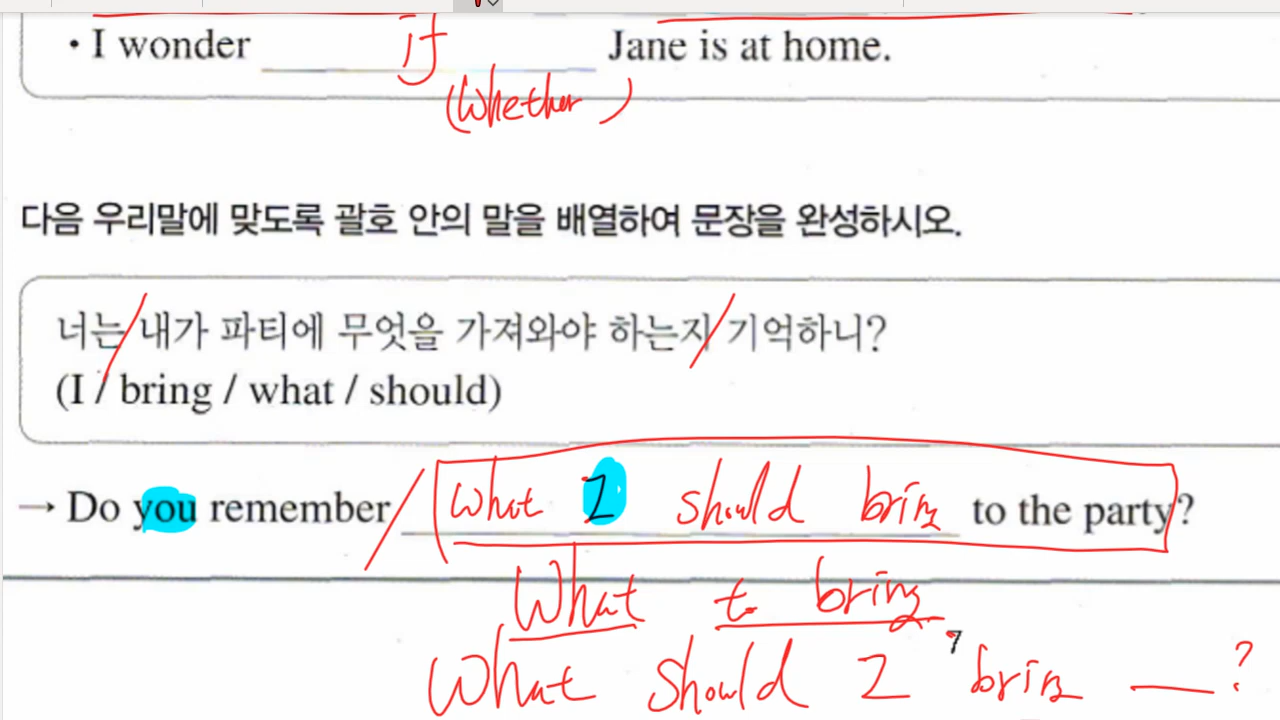 • I wonder if Jane is at home.
(whether)
다음 우리말에 맞도록 괄호 안의 말을 배열하여 문장을 완성하시오.
너는/내가 파티에 무엇을 가져와야 하는지/기억하니?
(I / bring / what / should)
→ Do you remember / what I should bring to the party?
What to bring
What should I bring ?